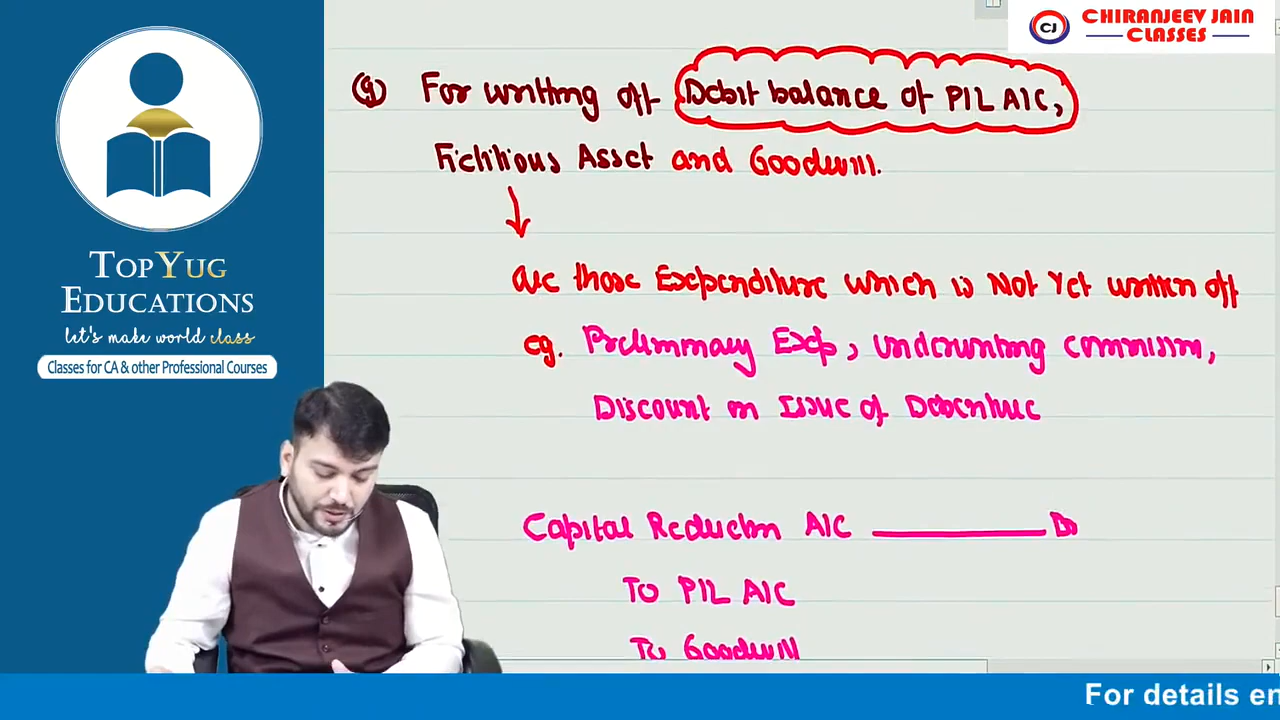 CHIRANJEEV JAIN
CJ
CLASSES
(9) For writing off Debit balance of P/L A/C,
Fictitious Asset and Goodwill.
are those Expenditure which is Not Yet written off
eg. Preliminary Exp, underwriting commission,
Discount on Issue of Debenture
Capital Reduction A/C Dr
To P/L A/C
To Goodwill
TOPYUG
EDUCATIONS
let's make world class
Classes for CA & other Professional Courses
For details en